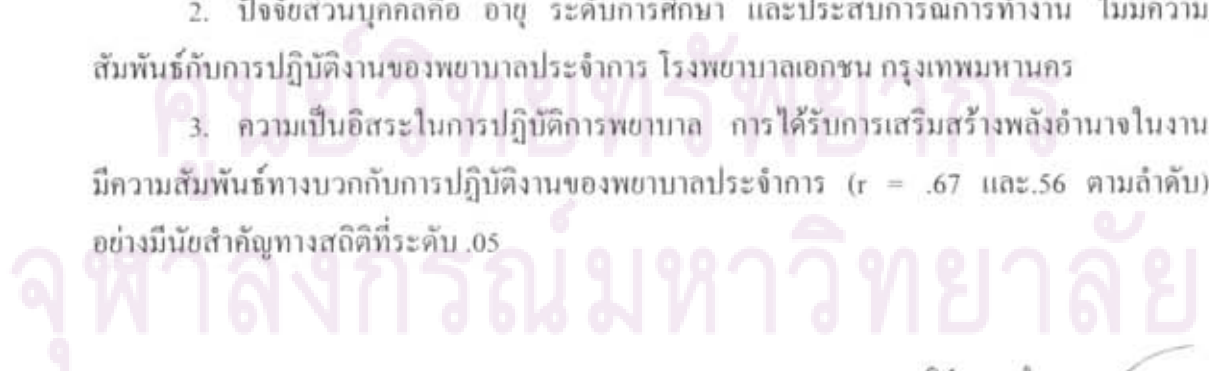 2. ปัจจัยส่วนบุคคลคือ อายุ ระดับการศึกษา และประสบการณ์การทำงาน ไม่มีความ
สัมพันธ์กับการปฏิบัติงานของพยาบาลประจำการ โรงพยาบาลเอกชน กรุงเทพมหานคร
ศูนย์วิทยทรัพยากร
3. ความเป็นอิสระในการปฏิบัติการพยาบาล การได้รับการเสริมสร้างพลังอำนาจในงาน
มีความสัมพันธ์ทางบวกกับการปฏิบัติงานของพยาบาลประจำการ (r = .67 และ.56 ตามลำดับ)
อย่างมีนัยสำคัญทางสถิติที่ระดับ .05
จุฬาลงกรณ์มหาวิทยาลัย